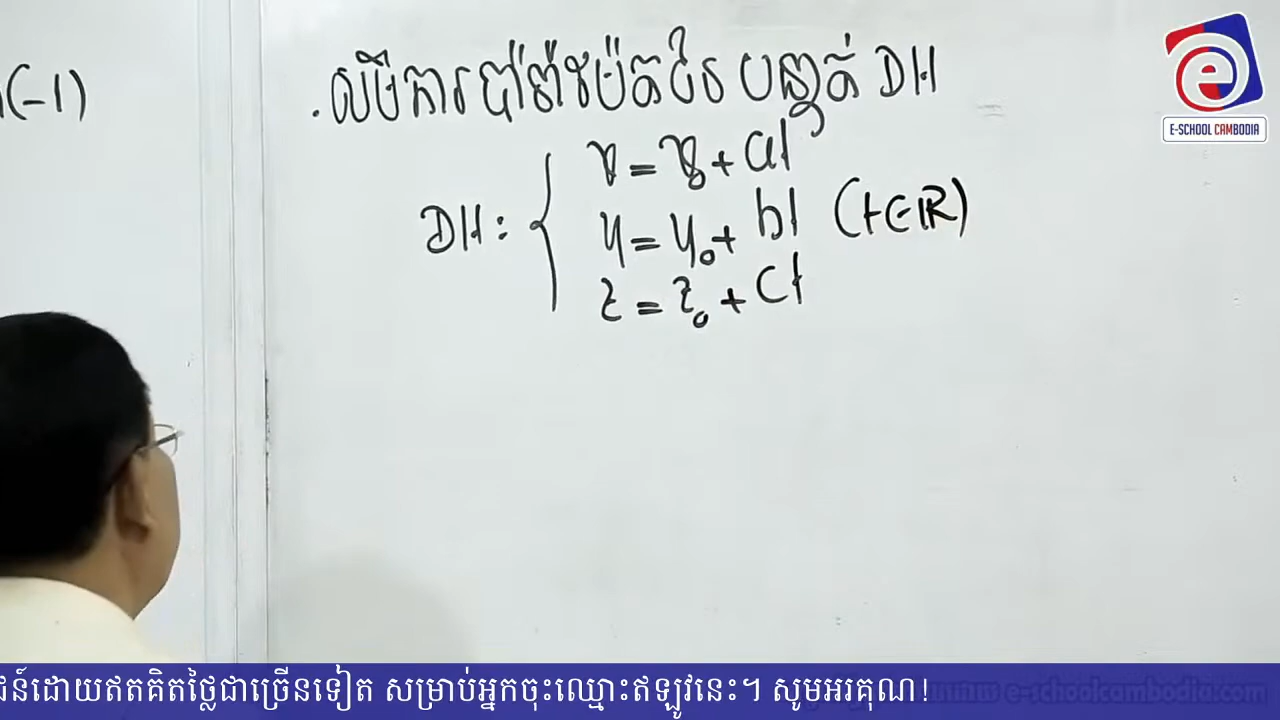 (-1)
. សមីការប៉ារ៉ាម៉ែត្រនៃ បន្ទាត់ DH
x = x₀ + at
DH : { y = y₀ + bt (t∈ℝ)
z = z₀ + ct
E-SCHOOL CAMBODIA
ជន៍ដោយឥតគិតថ្លៃជាច្រើនទៀត សម្រាប់អ្នកចុះឈ្មោះឥឡូវនេះ។ សូមអរគុណ!
e-schoolcambodia.com